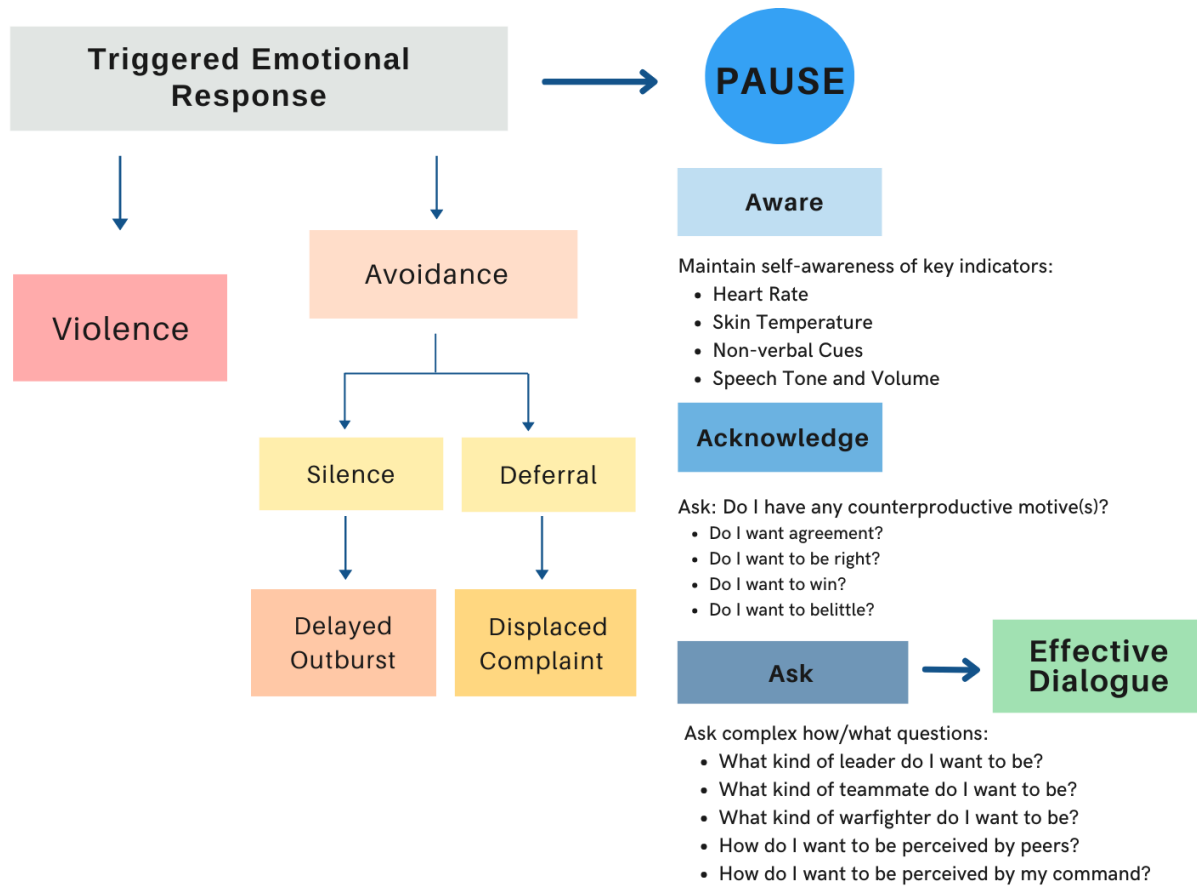 Triggered Emotional
Response
PAUSE
Violence
Avoidance
Silence
Deferral
Delayed
Outburst
Displaced
Complaint
Aware
Maintain self-awareness of key indicators:
• Heart Rate
• Skin Temperature
• Non-verbal Cues
• Speech Tone and Volume
Acknowledge
Ask: Do I have any counterproductive motive(s)?
• Do I want agreement?
• Do I want to be right?
• Do I want to win?
• Do I want to belittle?
Ask
Effective
Dialogue
Ask complex how/what questions:
• What kind of leader do I want to be?
• What kind of teammate do I want to be?
• What kind of warfighter do I want to be?
• How do I want to be perceived by peers?
• How do I want to be perceived by my command?